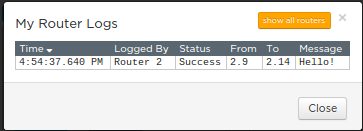 My Router Logs
show all routers
×
Time Logged By Status From To Message
4:54:37.640 PM Router 2 Success 2.9 2.14 Hello!
Close